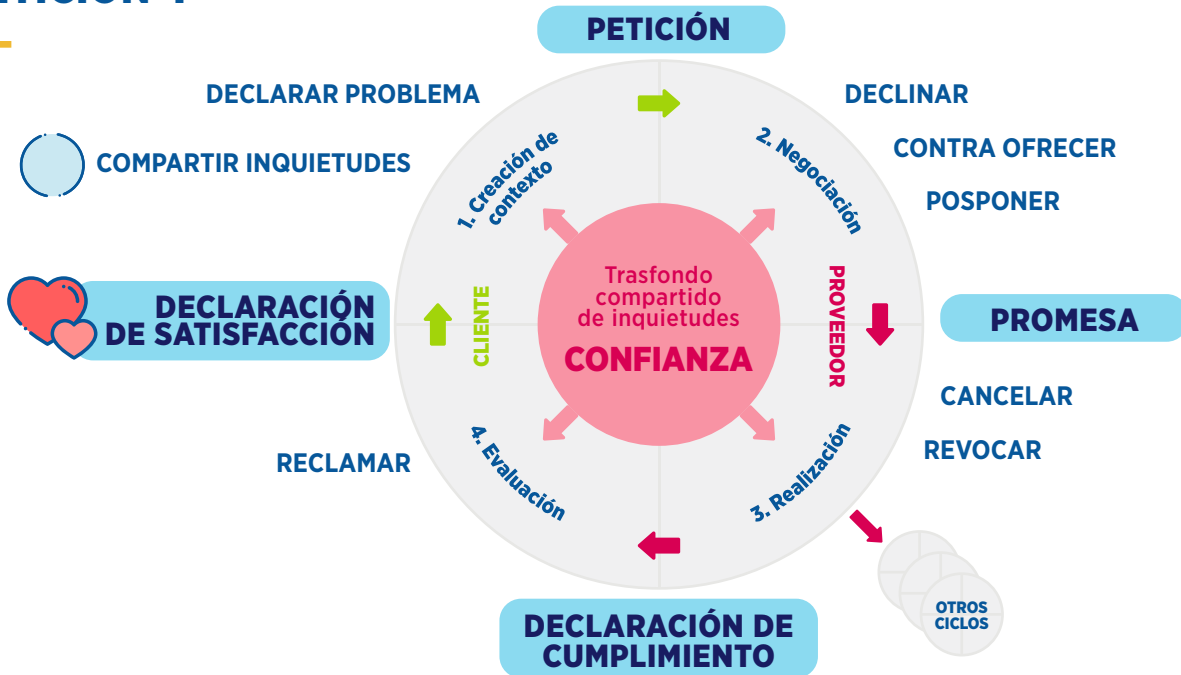 PETICIÓN
DECLARAR PROBLEMA
COMPARTIR INQUIETUDES
DECLINAR
CONTRA OFRECER
POSPONER
1. Creación de
contexto
2. Negociación
Trasfondo
compartido
de inquietudes
CONFIANZA
CLIENTE
PROVEEDOR
DECLARACIÓN
DE SATISFACCIÓN
PROMESA
CANCELAR
REVOCAR
RECLAMAR
4. Evaluación
3. Realización
OTROS
CICLOS
DECLARACIÓN DE
CUMPLIMIENTO